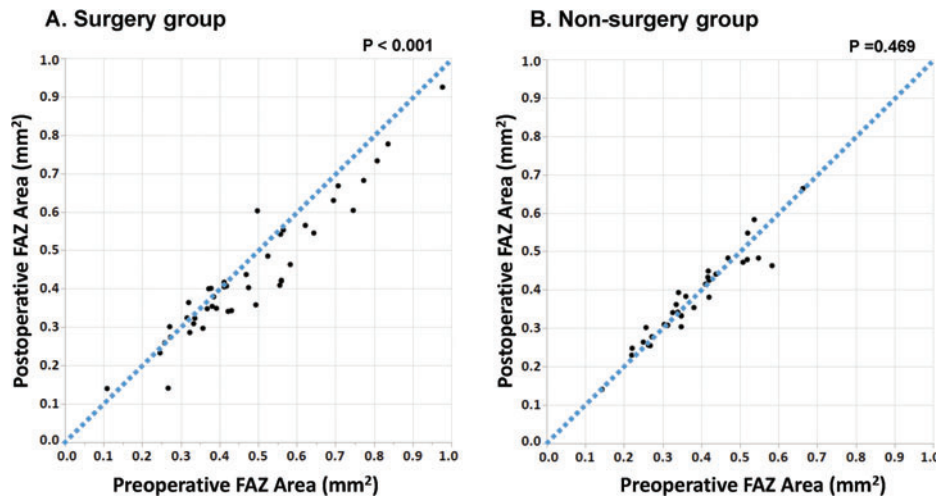 A. Surgery group
P < 0.001
1.0
0.9
0.8
0.7
0.6
0.5
0.4
0.3
0.2
0.1
0.0
Postoperative FAZ Area (mm²)
0.0 0.1 0.2 0.3 0.4 0.5 0.6 0.7 0.8 0.9 1.0
Preoperative FAZ Area (mm²)
B. Non-surgery group
P =0.469
1.0
0.9
0.8
0.7
0.6
0.5
0.4
0.3
0.2
0.1
0.0
Postoperative FAZ Area (mm²)
0.0 0.1 0.2 0.3 0.4 0.5 0.6 0.7 0.8 0.9 1.0
Preoperative FAZ Area (mm²)